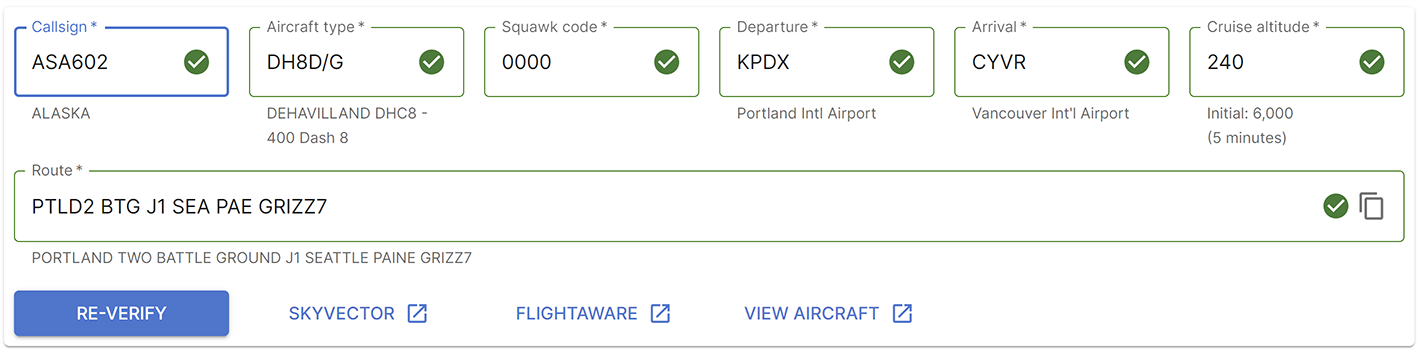 Callsign * Aircraft type * Squawk code * Departure * Arrival * Cruise altitude *
ASA602 DH8D/G 0000 KPDX CYVR 240
ALASKA DEHAVILLAND DHC8 - Portland Intl Airport Vancouver Int'l Airport Initial: 6,000
400 Dash 8 (5 minutes)
Route *
PTLD2 BTG J1 SEA PAE GRIZZ7
PORTLAND TWO BATTLE GROUND J1 SEATTLE PAINE GRIZZ7
RE-VERIFY SKYVECTOR FLIGHTAWARE VIEW AIRCRAFT